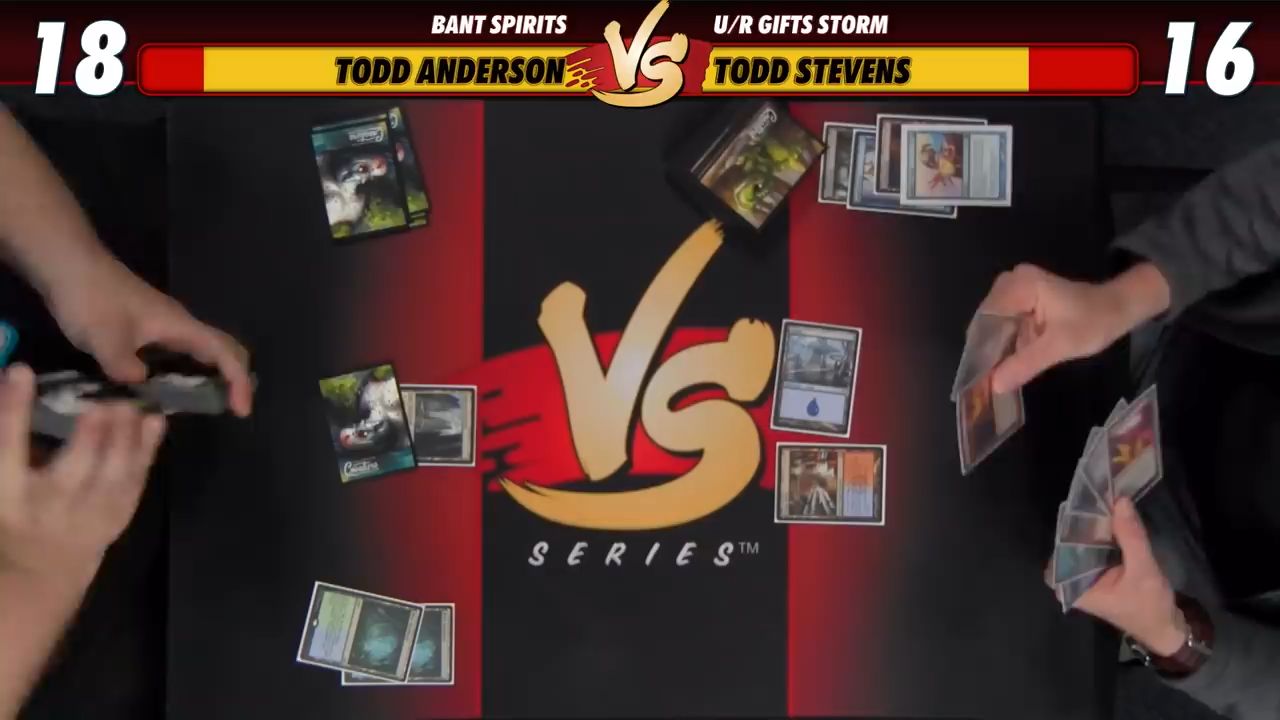 18
BANT SPIRITS
VS
U/R GIFTS STORM
16
TODD ANDERSON
TODD STEVENS
VS
SERIES™